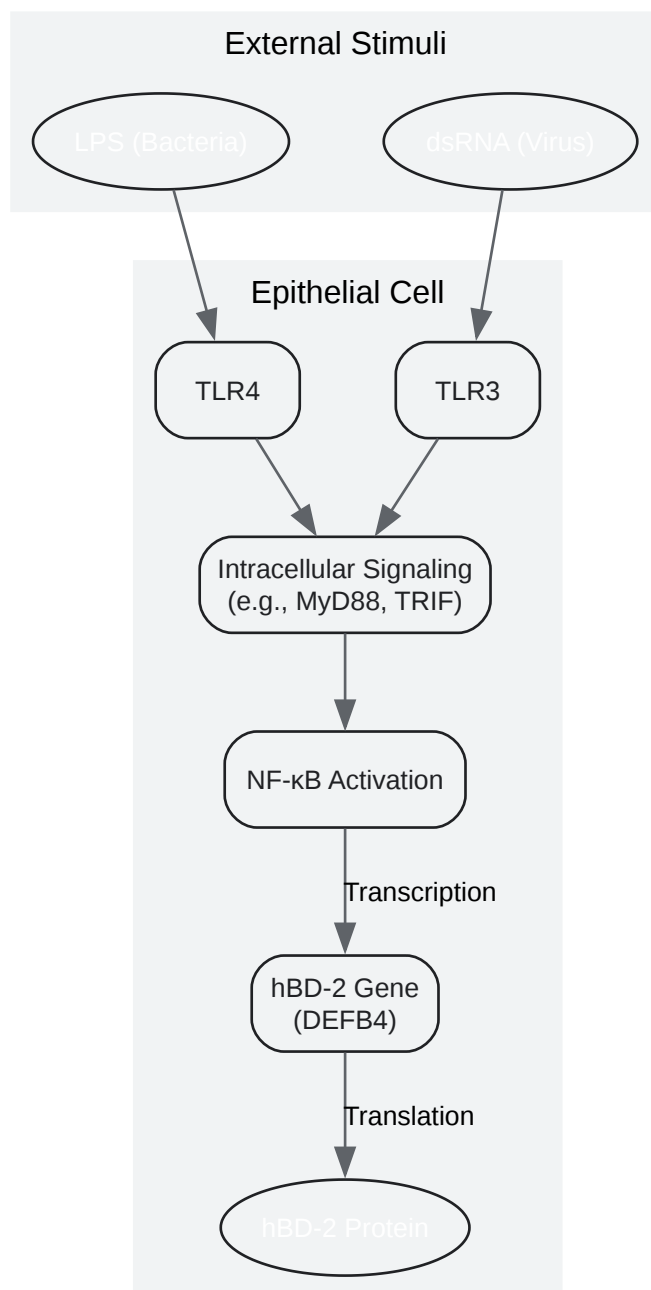 External Stimuli
LPS (Bacteria)
dsRNA (Virus)
Epithelial Cell
TLR4
TLR3
Intracellular Signaling
(e.g., MyD88, TRIF)
NF-κB Activation
Transcription
hBD-2 Gene
(DEFB4)
Translation
hBD-2 Protein